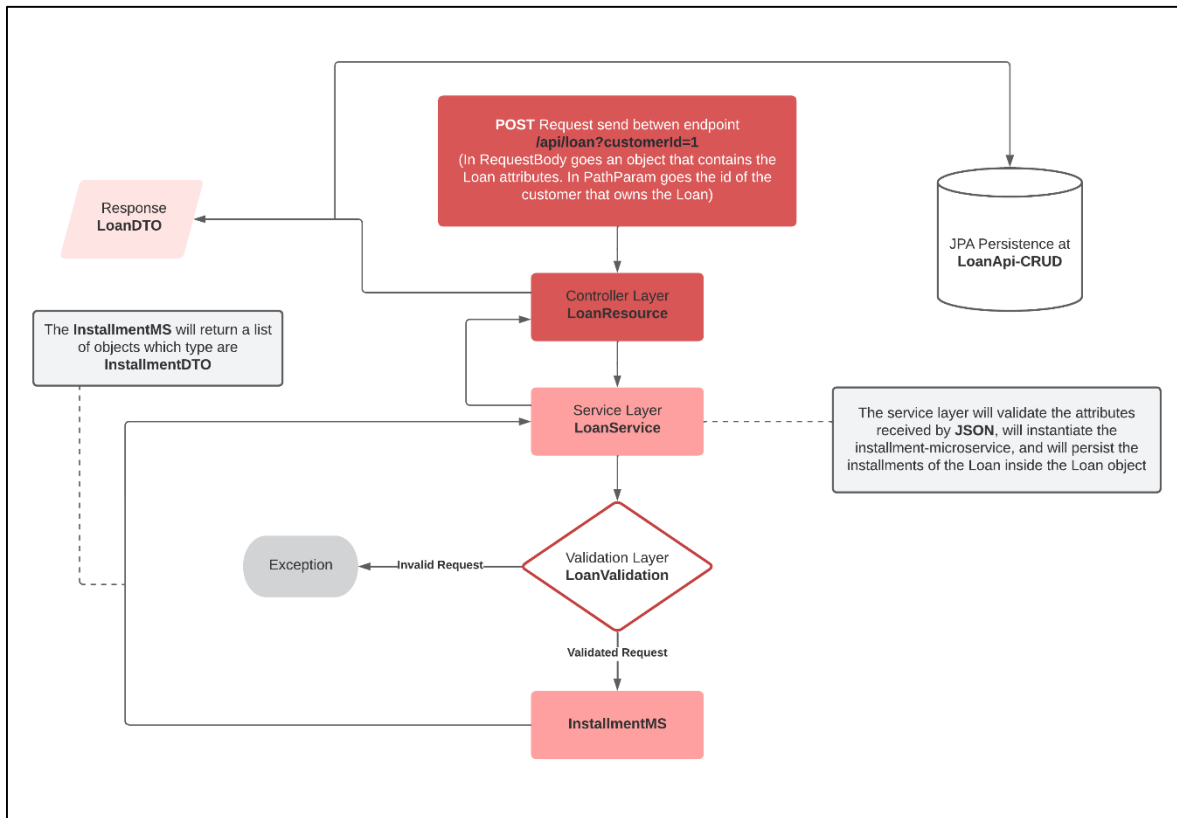 POST Request send betwen endpoint
/api/loan?customerId=1
(In RequestBody goes an object that contains the
Loan attributes. In PathParam goes the id of the
customer that owns the Loan)
Response
LoanDTO
JPA Persistence at
LoanApi-CRUD
Controller Layer
LoanResource
The InstallmentMS will return a list
of objects which type are
InstallmentDTO
Service Layer
LoanService
The service layer will validate the attributes
received by JSON, will instantiate the
installment-microservice, and will persist the
installments of the Loan inside the Loan object
Validation Layer
LoanValidation
Invalid Request
Exception
Validated Request
InstallmentMS